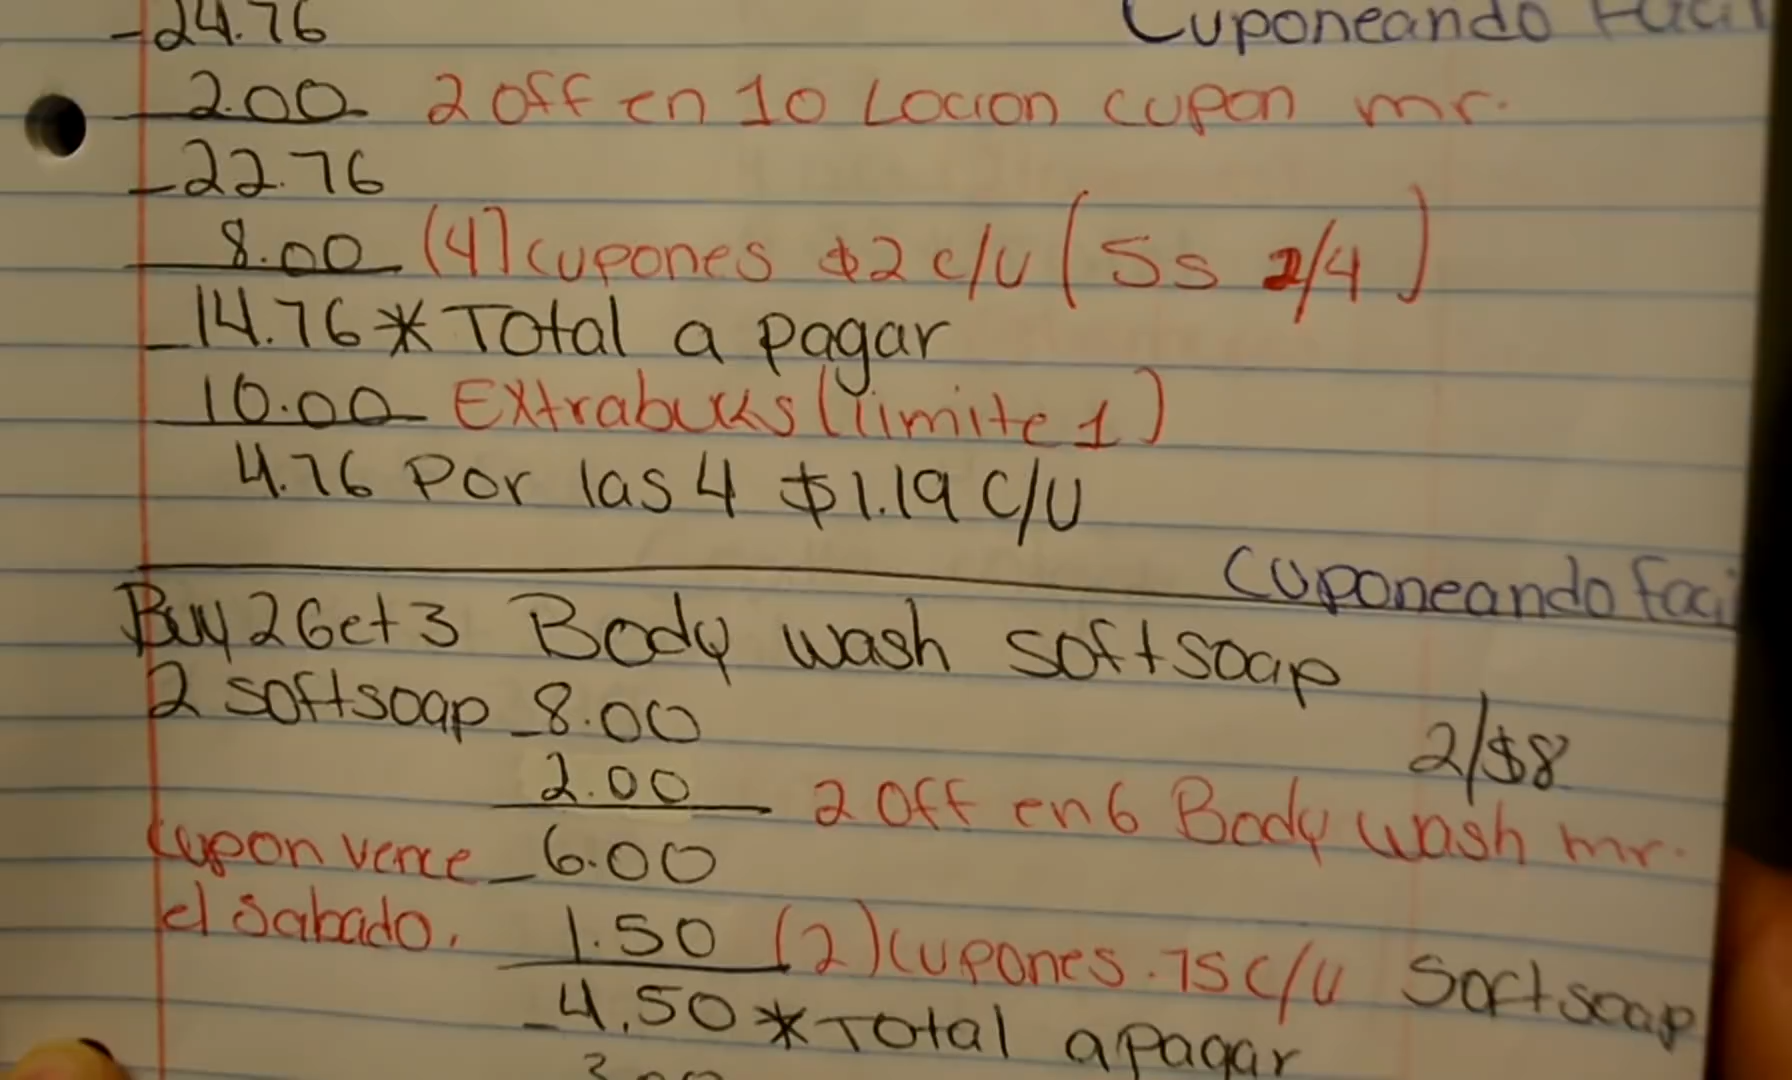 -24.76
Cuponeando Facil
2.00 2 off en 10 Locion cupon mr.
-22.76
8.00 (4) cupones $2 c/u (Ss 2/4)
-14.76 * Total a pagar
10.00 Extrabucks (limite 1)
4.76 Por las 4 $1.19 c/u
Cuponeando faci
Buy 2 Get 3 Body wash softsoap
2 softsoap -8.00
2/$8
2.00 2 off en 6 Body wash mr.
Cupon vence -6.00
el Sabado. 1.50 (2) cupones .75 c/u Softsoap
-4.50 * Total a pagar